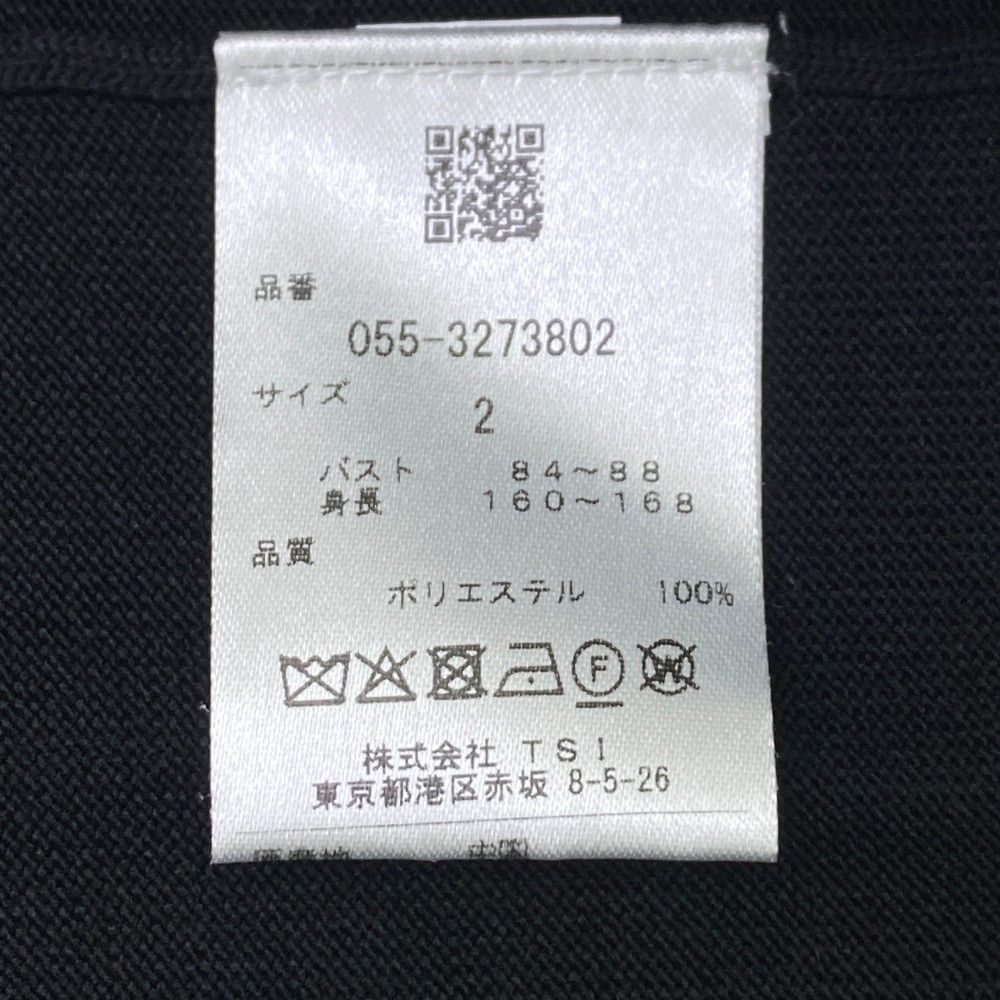 品番
055-3273802
サイズ
2
バスト 84~88
身長 160~168
品質
ポリエステル 100%
F
W
株式会社 TSI
東京都港区赤坂 8-5-26